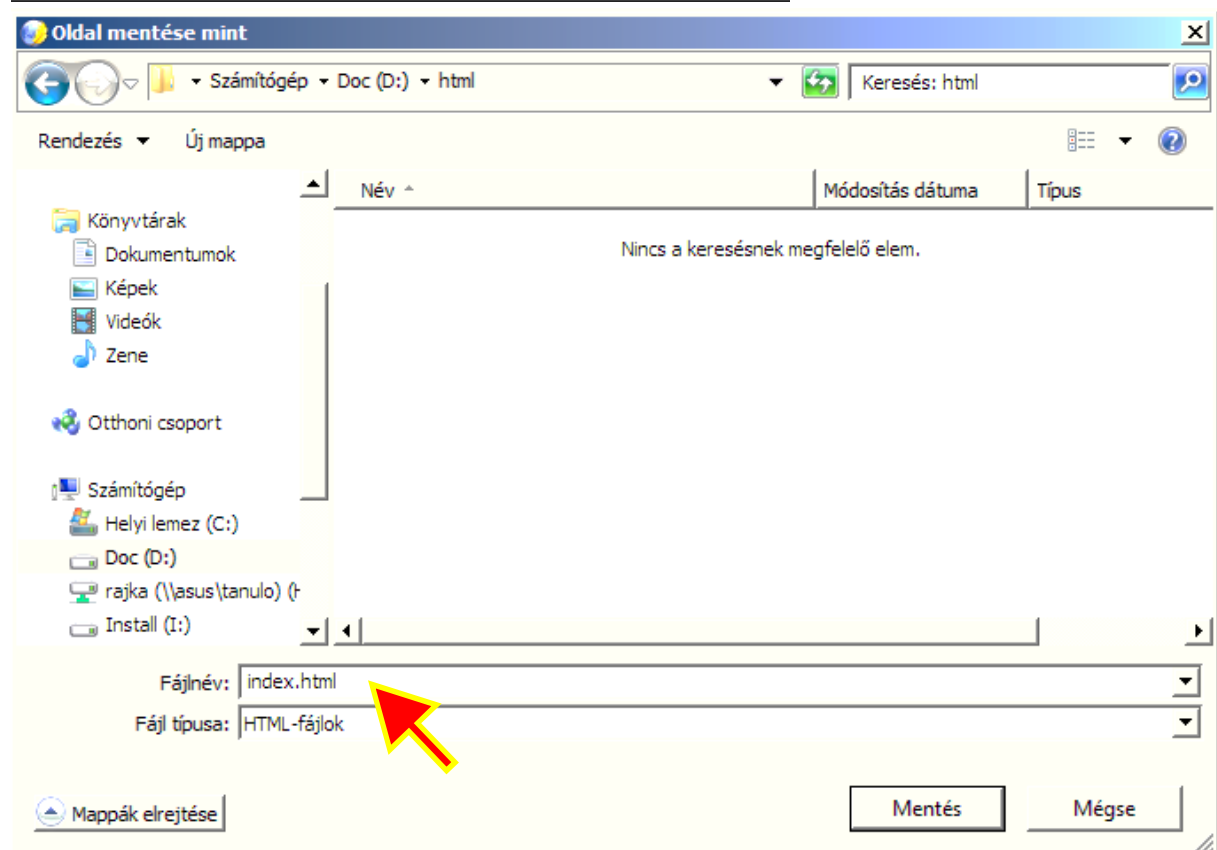 Oldal mentése mint
Számítógép Doc (D:) html
Keresés: html
Rendezés Új mappa
Név Módosítás dátuma Típus
Nincs a keresésnek megfelelő elem.
Könyvtárak
Dokumentumok
Képek
Videók
Zene
Otthoni csoport
Számítógép
Helyi lemez (C:)
Doc (D:)
rajka (\\asus\tanulo) (H
Install (I:)
Fájlnév: index.html
Fájl típusa: HTML-fájlok
Mappák elrejtése
Mentés Mégse